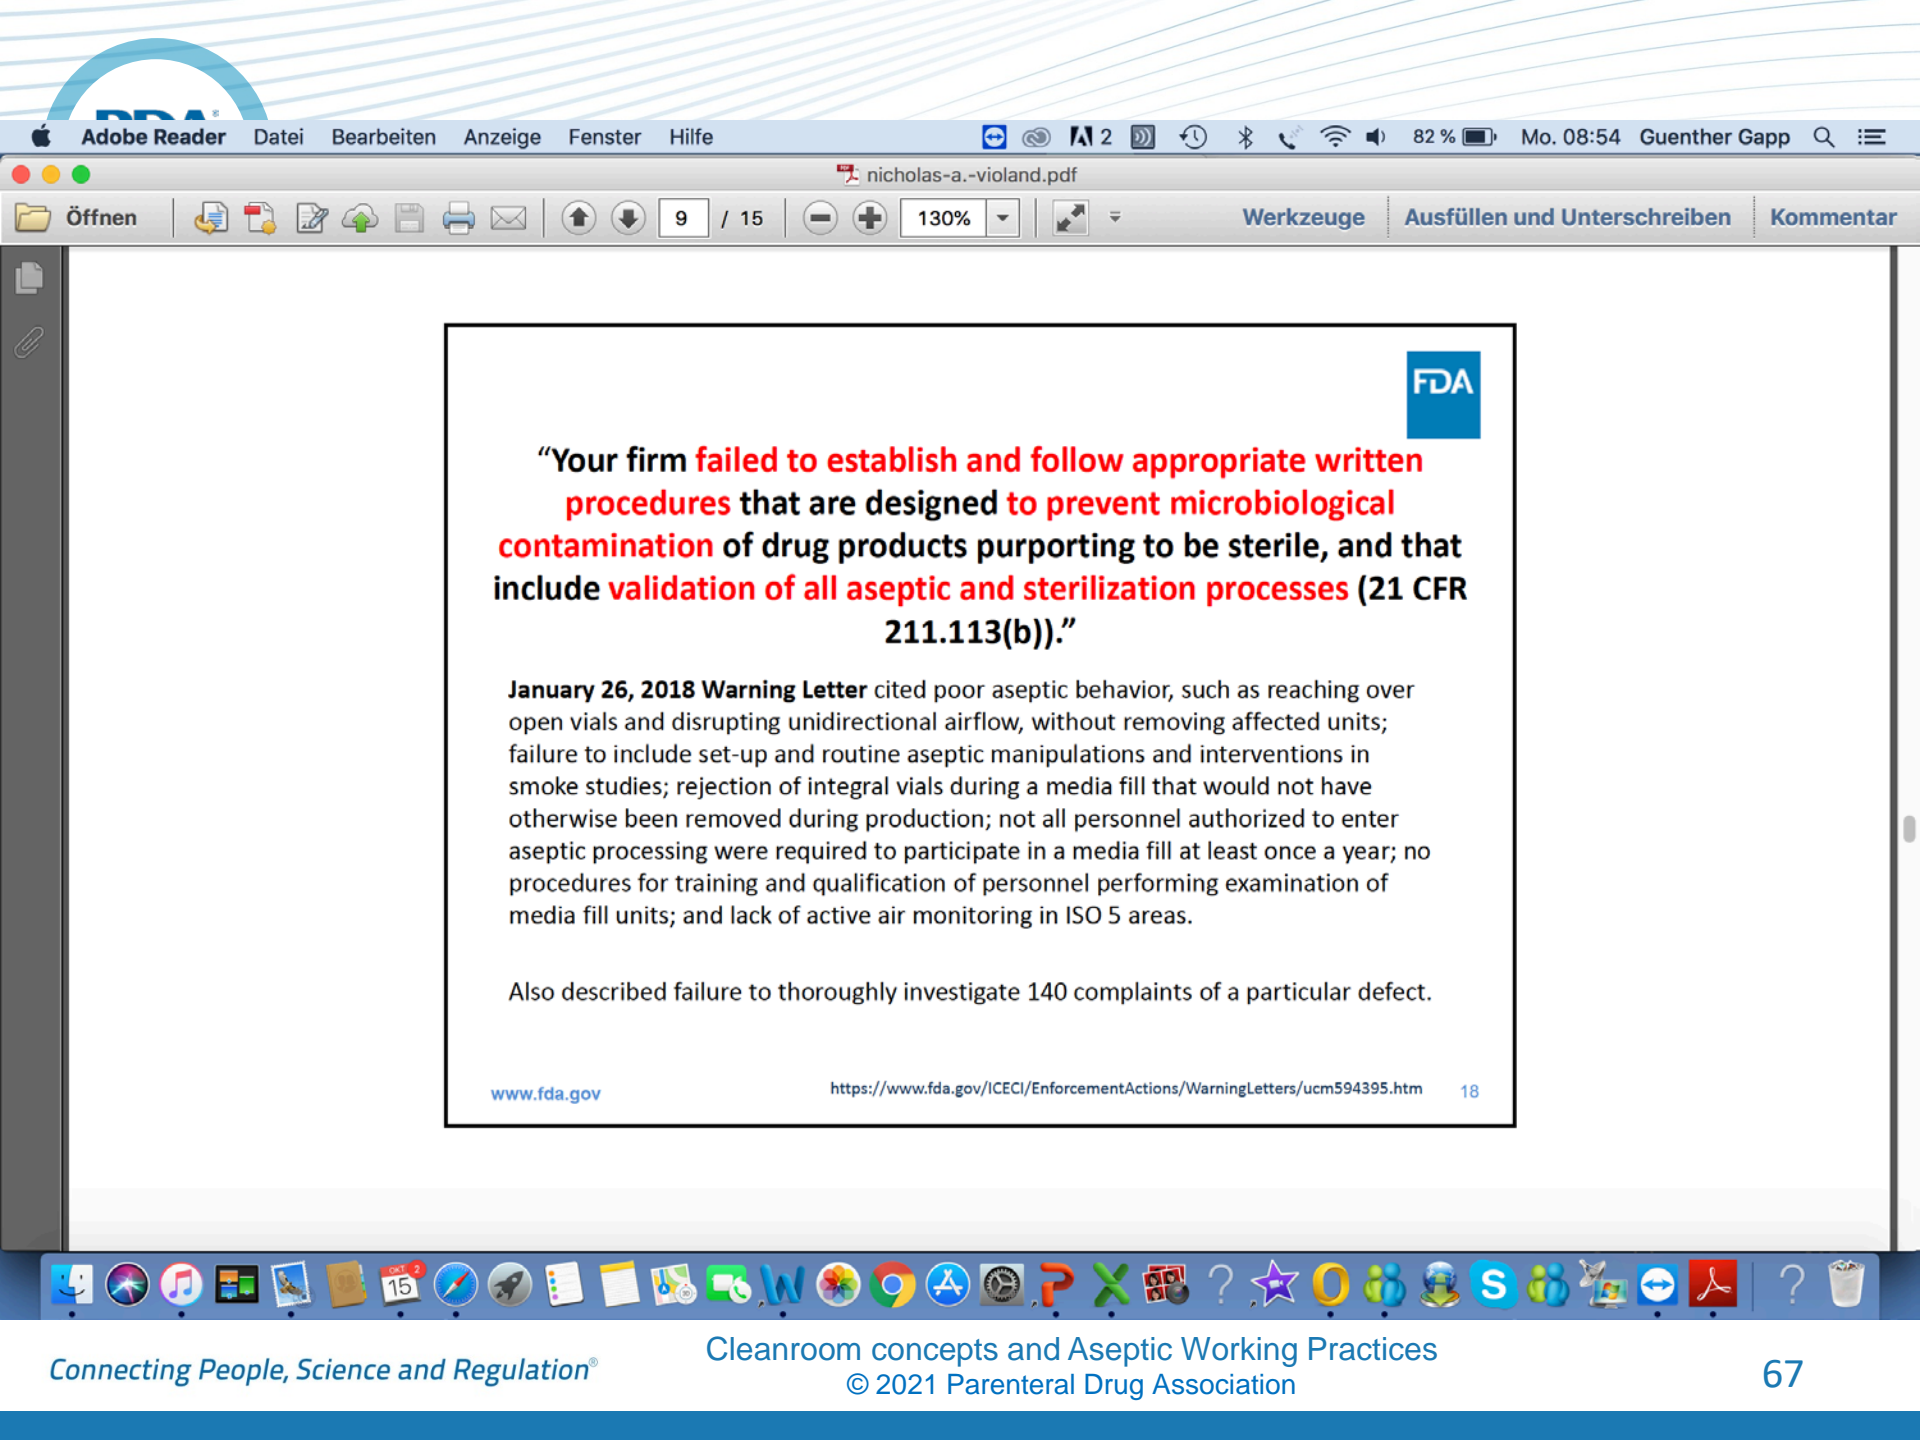 Adobe Reader Datei Bearbeiten Anzeige Fenster Hilfe 2 82 % Mo. 08:54 Guenther Gapp
nicholas-a.-violand.pdf
Öffnen 9 / 15 130% Werkzeuge Ausfüllen und Unterschreiben Kommentar
FDA
“Your firm failed to establish and follow appropriate written
procedures that are designed to prevent microbiological
contamination of drug products purporting to be sterile, and that
include validation of all aseptic and sterilization processes (21 CFR
211.113(b)).”
January 26, 2018 Warning Letter cited poor aseptic behavior, such as reaching over
open vials and disrupting unidirectional airflow, without removing affected units;
failure to include set-up and routine aseptic manipulations and interventions in
smoke studies; rejection of integral vials during a media fill that would not have
otherwise been removed during production; not all personnel authorized to enter
aseptic processing were required to participate in a media fill at least once a year; no
procedures for training and qualification of personnel performing examination of
media fill units; and lack of active air monitoring in ISO 5 areas.
Also described failure to thoroughly investigate 140 complaints of a particular defect.
www.fda.gov https://www.fda.gov/ICECI/EnforcementActions/WarningLetters/ucm594395.htm 18
OKT 2
15
Connecting People, Science and Regulation®
Cleanroom concepts and Aseptic Working Practices
© 2021 Parenteral Drug Association
67